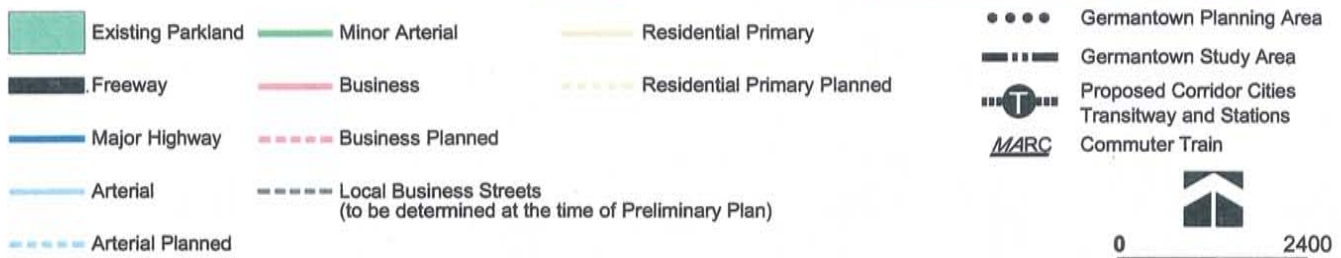 Existing Parkland
Freeway
Major Highway
Arterial
Arterial Planned
Minor Arterial
Business
Business Planned
Local Business Streets
(to be determined at the time of Preliminary Plan)
Residential Primary
Residential Primary Planned
Germantown Planning Area
Germantown Study Area
T
Proposed Corridor Cities
Transitway and Stations
MARC
Commuter Train
0 2400